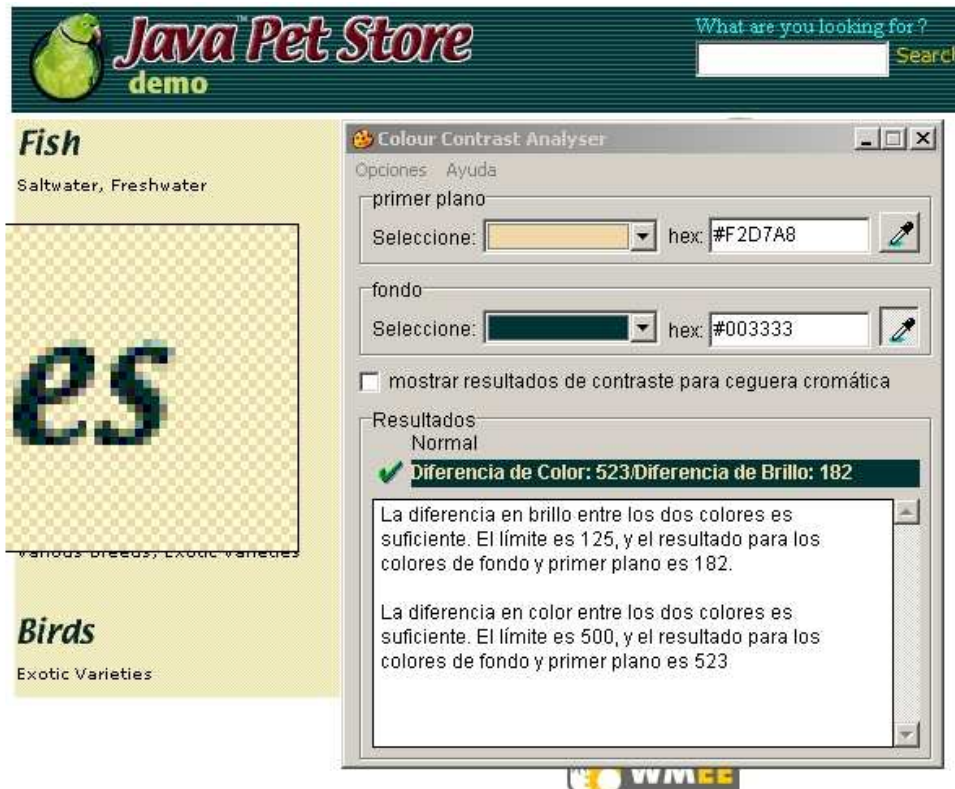 Java™ Pet Store
demo
What are you looking for ?
Search
Fish
Saltwater, Freshwater
es
Various Breeds, Exotic Varieties
Birds
Exotic Varieties
Colour Contrast Analyser
Opciones Ayuda
primer plano
Seleccione: hex: #F2D7A8
fondo
Seleccione: hex: #003333
mostrar resultados de contraste para ceguera cromática
Resultados
Normal
Diferencia de Color: 523/Diferencia de Brillo: 182
La diferencia en brillo entre los dos colores es
suficiente. El límite es 125, y el resultado para los
colores de fondo y primer plano es 182.
La diferencia en color entre los dos colores es
suficiente. El límite es 500, y el resultado para los
colores de fondo y primer plano es 523